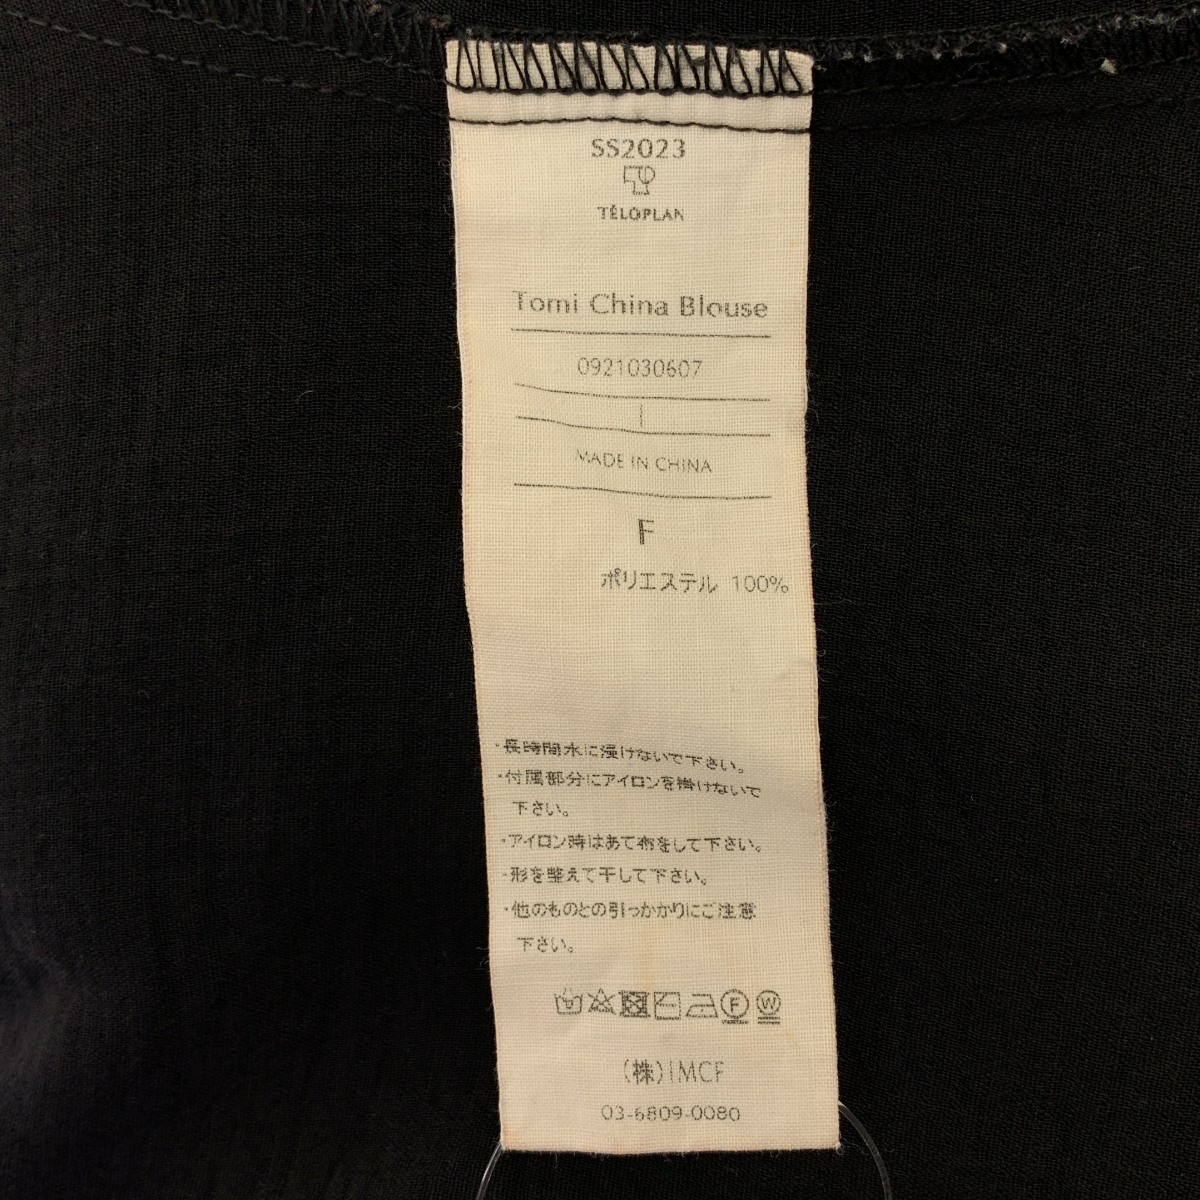 SS2023
TÉLOPLAN
Tomi China Blouse
0921030607
MADE IN CHINA
F
ポリエステル 100%
・長時間水に浸けないで下さい。
・付属部分にアイロンを掛けないで
下さい。
・アイロン時はあて布をして下さい。
・形を整えて干して下さい。
・他のものとの引っかかりにご注意
下さい。
F W
(株)IMCF
03-6809-0080